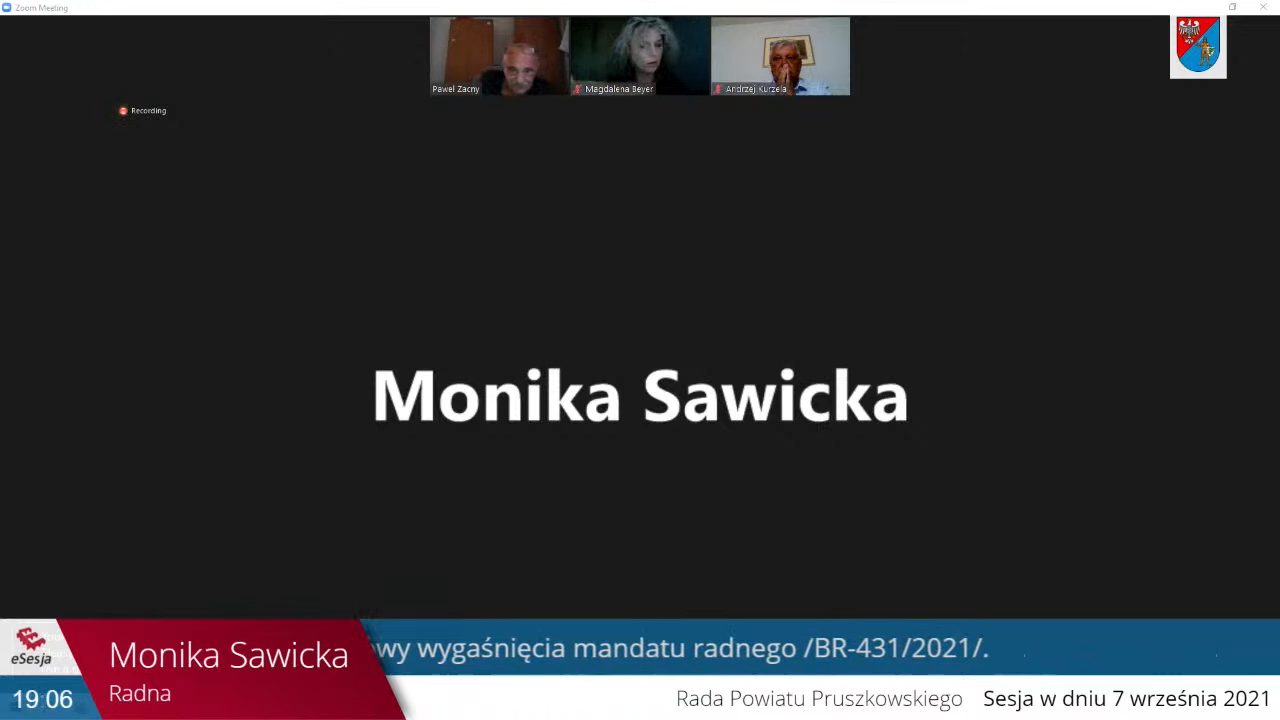 Zoom Meeting
Pawel Zacny
Magdalena Beyer
Andrzej Kurzela
Recording
Monika Sawicka
eSesja
Monika Sawicka
Radna
wy wygaśnięcia mandatu radnego /BR-431/2021/.
19:06
Rada Powiatu Pruszkowskiego
Sesja w dniu 7 września 2021